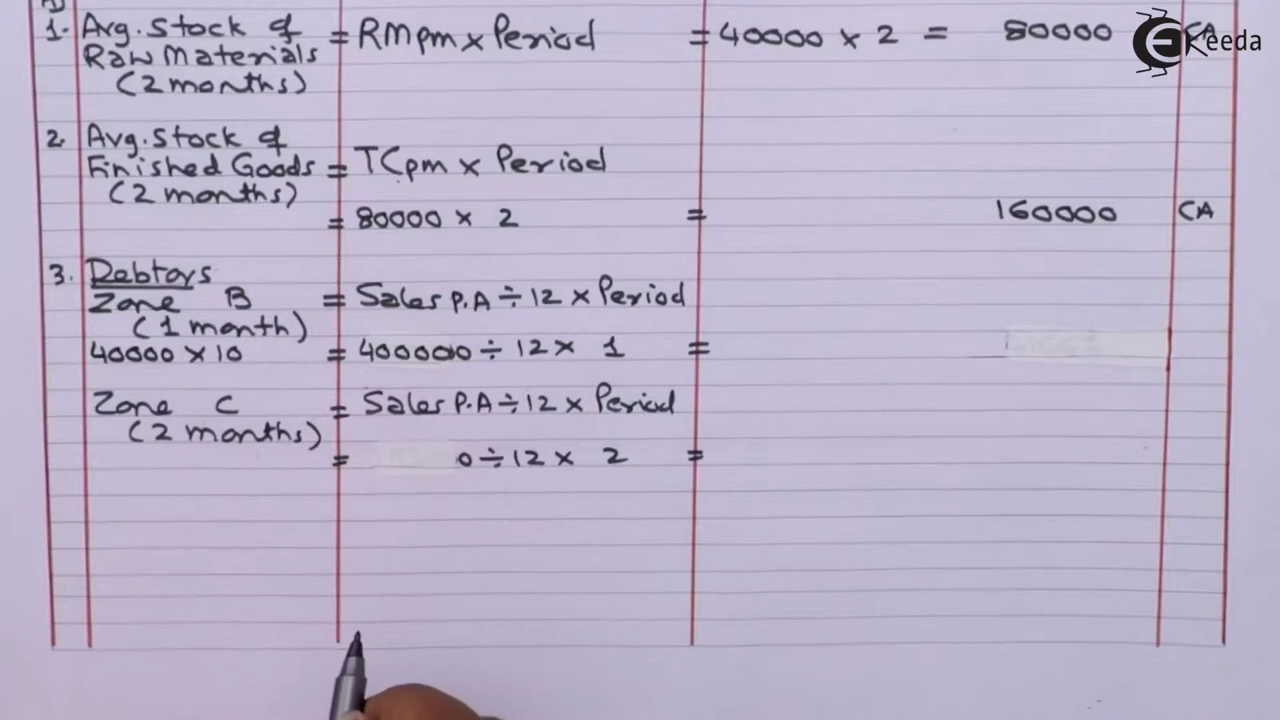 1. Avg. Stock of
Raw Materials = RMpm x Period = 40000 x 2 = 80000 CA
(2 months)
2. Avg. Stock of
Finished Goods = TCpm x Period
(2 months)
= 80000 x 2 = 160000 CA
3. Debtors
Zone B = Sales P.A ÷ 12 x Period
(1 month)
40000 x 10 = 400000 ÷ 12 x 1 =
Zone C = Sales P.A ÷ 12 x Period
(2 months)
= 0 ÷ 12 x 2 =
EKeeda